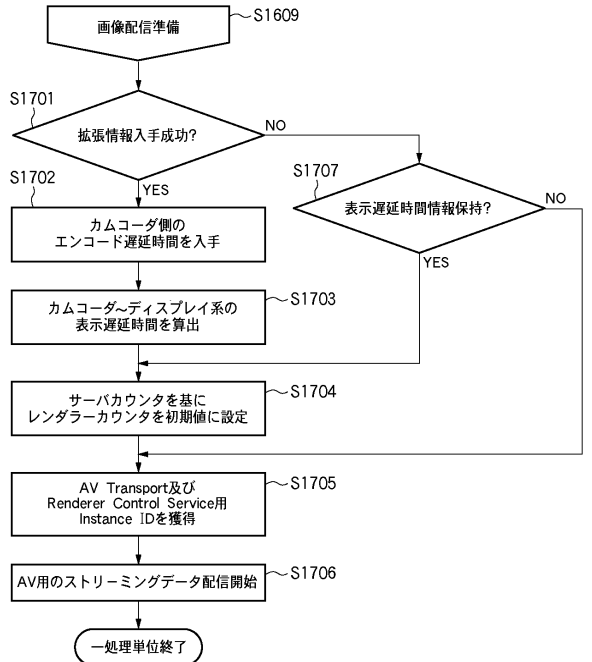 画像配信準備
S1609
S1701
拡張情報入手成功?
NO
YES
S1702
カムコーダ側の
エンコード遅延時間を入手
S1707
表示遅延時間情報保持?
NO
YES
カムコーダ~ディスプレイ系の
表示遅延時間を算出
S1703
サーバカウンタを基に
レンダラーカウンタを初期値に設定
S1704
AV Transport及び
Renderer Control Service用
Instance IDを獲得
S1705
AV用のストリーミングデータ配信開始
S1706
一処理単位終了